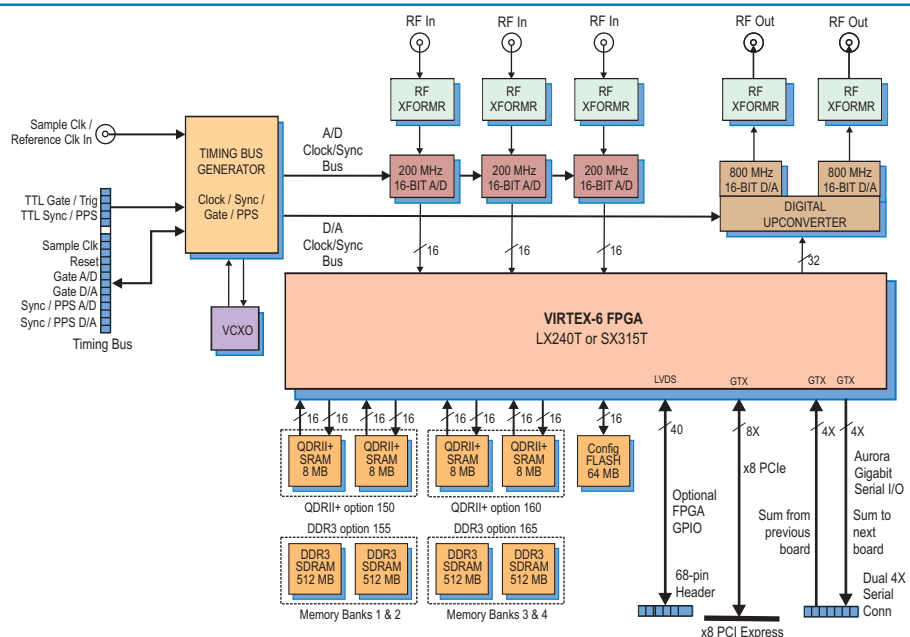 RF In
RF In
RF In
RF Out
RF Out
RF
XFORMR
RF
XFORMR
RF
XFORMR
RF
XFORMR
RF
XFORMR
Sample Clk /
Reference Clk In
TIMING BUS
GENERATOR
Clock / Sync /
Gate / PPS
A/D
Clock/Sync
Bus
200 MHz
16-BIT A/D
200 MHz
16-BIT A/D
200 MHz
16-BIT A/D
800 MHz
16-BIT D/A
800 MHz
16-BIT D/A
DIGITAL
UPCONVERTER
TTL Gate / Trig
TTL Sync / PPS
Sample Clk
Reset
Gate A/D
Gate D/A
Sync / PPS A/D
Sync / PPS D/A
Timing Bus
D/A
Clock/Sync
Bus
16
16
16
32
VCXO
VIRTEX-6 FPGA
LX240T or SX315T
LVDS
GTX
GTX
GTX
16
16
16
16
16
16
16
16
16
40
8X
4X
4X
QDRII+
SRAM
8 MB
QDRII+
SRAM
8 MB
QDRII+
SRAM
8 MB
QDRII+
SRAM
8 MB
Config
FLASH
64 MB
QDRII+ option 150
QDRII+ option 160
DDR3 option 155
DDR3 option 165
DDR3
SDRAM
512 MB
DDR3
SDRAM
512 MB
DDR3
SDRAM
512 MB
DDR3
SDRAM
512 MB
Memory Banks 1 & 2
Memory Banks 3 & 4
Optional
FPGA
GPIO
68-pin
Header
x8 PCIe
x8 PCI Express
Sum from
previous
board
Aurora
Gigabit
Serial I/O
Sum to
next
board
Dual 4X
Serial
Conn